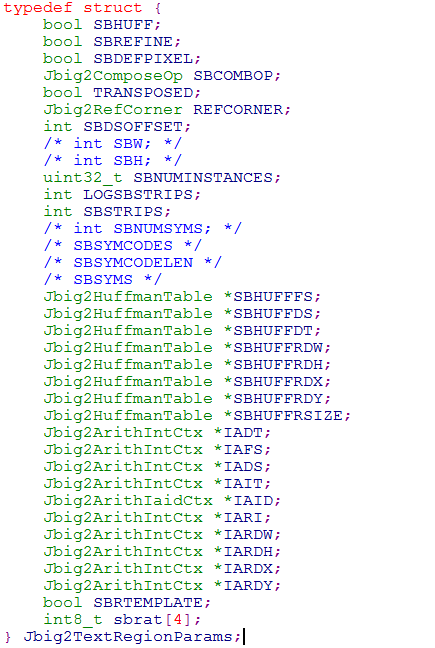 typedef struct {
    bool SBHUFF;
    bool SBREFINE;
    bool SBDEFPIXEL;
    Jbig2ComposeOp SBCOMBOP;
    bool TRANSPOSED;
    Jbig2RefCorner REFCORNER;
    int SBDSOFFSET;
    /* int SBW; */
    /* int SBH; */
    uint32_t SBNUMINSTANCES;
    int LOGSBSTRIPS;
    int SBSTRIPS;
    /* int SBNUMSYMS; */
    /* SBSYMCODES */
    /* SBSYMCODELEN */
    /* SBSYMS */
    Jbig2HuffmanTable *SBHUFFFS;
    Jbig2HuffmanTable *SBHUFFDS;
    Jbig2HuffmanTable *SBHUFFDT;
    Jbig2HuffmanTable *SBHUFFRDW;
    Jbig2HuffmanTable *SBHUFFRDH;
    Jbig2HuffmanTable *SBHUFFRDX;
    Jbig2HuffmanTable *SBHUFFRDY;
    Jbig2HuffmanTable *SBHUFFRSIZE;
    Jbig2ArithIntCtx *IADT;
    Jbig2ArithIntCtx *IAFS;
    Jbig2ArithIntCtx *IADS;
    Jbig2ArithIntCtx *IAIT;
    Jbig2ArithIaidCtx *IAID;
    Jbig2ArithIntCtx *IARI;
    Jbig2ArithIntCtx *IARDW;
    Jbig2ArithIntCtx *IARDH;
    Jbig2ArithIntCtx *IARDX;
    Jbig2ArithIntCtx *IARDY;
    bool SBRTEMPLATE;
    int8_t sbrat[4];
} Jbig2TextRegionParams;